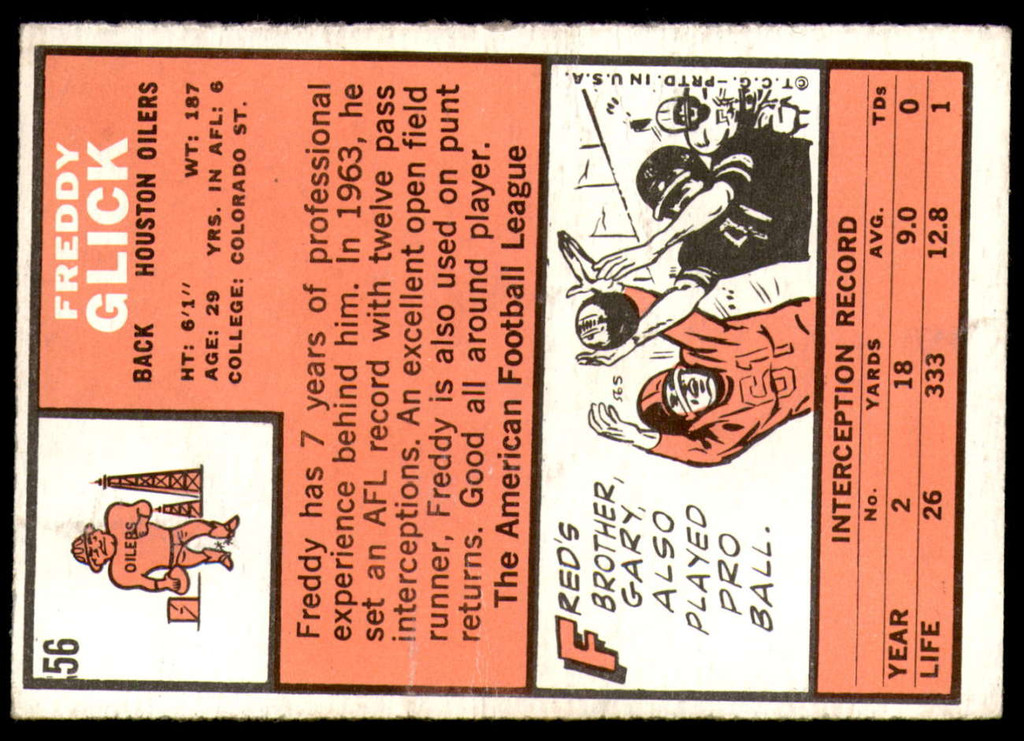 56
OILERS
FREDDY
GLICK
BACK HOUSTON OILERS
HT: 6'1" WT: 187
AGE: 29 YRS. IN AFL: 6
COLLEGE: COLORADO ST.
Freddy has 7 years of professional
experience behind him. In 1963, he
set an AFL record with twelve pass
interceptions. An excellent open field
runner, Freddy is also used on punt
returns. Good all around player.
The American Football League
FRED'S
BROTHER,
GARY,
ALSO
PLAYED
PRO
BALL.
565
© T.C.G.-PRTD. IN U.S.A.
INTERCEPTION RECORD
No. YARDS AVG. TDs
YEAR 2 18 9.0 0
LIFE 26 333 12.8 1